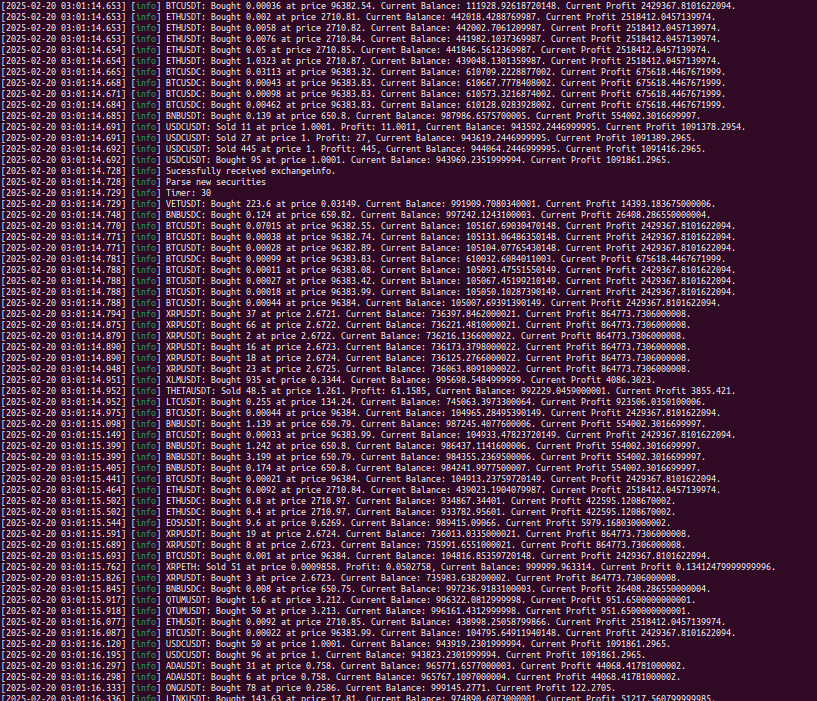 [2025-02-20 03:01:14.653] [info] BTCUSDT: Bought 0.00036 at price 96382.54. Current Balance: 111928.92618720148. Current Profit 2429367.8101622094.
[2025-02-20 03:01:14.653] [info] ETHUSDT: Bought 0.002 at price 2710.81. Current Balance: 442018.4288769987. Current Profit 2518412.0457139974.
[2025-02-20 03:01:14.653] [info] ETHUSDT: Bought 0.0058 at price 2710.82. Current Balance: 442002.7061209987. Current Profit 2518412.0457139974.
[2025-02-20 03:01:14.653] [info] ETHUSDT: Bought 0.0076 at price 2710.84. Current Balance: 441982.1037369987. Current Profit 2518412.0457139974.
[2025-02-20 03:01:14.654] [info] ETHUSDT: Bought 0.05 at price 2710.85. Current Balance: 441846.5612369987. Current Profit 2518412.0457139974.
[2025-02-20 03:01:14.654] [info] ETHUSDT: Bought 1.0323 at price 2710.87. Current Balance: 439048.1301359987. Current Profit 2518412.0457139974.
[2025-02-20 03:01:14.665] [info] BTCUSDC: Bought 0.03113 at price 96383.32. Current Balance: 610709.2228877002. Current Profit 675618.4467671999.
[2025-02-20 03:01:14.668] [info] BTCUSDC: Bought 0.00043 at price 96383.83. Current Balance: 610667.7778408002. Current Profit 675618.4467671999.
[2025-02-20 03:01:14.671] [info] BTCUSDC: Bought 0.00098 at price 96383.83. Current Balance: 610573.3216874002. Current Profit 675618.4467671999.
[2025-02-20 03:01:14.684] [info] BTCUSDC: Bought 0.00462 at price 96383.83. Current Balance: 610128.0283928002. Current Profit 675618.4467671999.
[2025-02-20 03:01:14.685] [info] BNBUSDT: Bought 0.139 at price 650.8. Current Balance: 987986.6575700005. Current Profit 554002.3016699997.
[2025-02-20 03:01:14.691] [info] USDCUSDT: Sold 11 at price 1.0001. Profit: 11.0011, Current Balance: 943592.2446999995. Current Profit 1091378.2954.
[2025-02-20 03:01:14.691] [info] USDCUSDT: Sold 27 at price 1. Profit: 27, Current Balance: 943619.2446999995. Current Profit 1091389.2965.
[2025-02-20 03:01:14.692] [info] USDCUSDT: Sold 445 at price 1. Profit: 445, Current Balance: 944064.2446999995. Current Profit 1091416.2965.
[2025-02-20 03:01:14.692] [info] USDCUSDT: Bought 95 at price 1.0001. Current Balance: 943969.2351999994. Current Profit 1091861.2965.
[2025-02-20 03:01:14.728] [info] Sucessfully received exchangeinfo.
[2025-02-20 03:01:14.728] [info] Parse new securities
[2025-02-20 03:01:14.729] [info] Timer: 30
[2025-02-20 03:01:14.729] [info] VETUSDT: Bought 223.6 at price 0.03149. Current Balance: 991909.7080340001. Current Profit 14393.183675000006.
[2025-02-20 03:01:14.748] [info] BNBUSDC: Bought 0.124 at price 650.82. Current Balance: 997242.1243100003. Current Profit 26408.286550000004.
[2025-02-20 03:01:14.770] [info] BTCUSDT: Bought 0.07015 at price 96382.55. Current Balance: 105167.69030470148. Current Profit 2429367.8101622094.
[2025-02-20 03:01:14.771] [info] BTCUSDT: Bought 0.00038 at price 96382.74. Current Balance: 105131.06486350148. Current Profit 2429367.8101622094.
[2025-02-20 03:01:14.771] [info] BTCUSDT: Bought 0.00028 at price 96382.89. Current Balance: 105104.07765430148. Current Profit 2429367.8101622094.
[2025-02-20 03:01:14.781] [info] BTCUSDC: Bought 0.00099 at price 96383.83. Current Balance: 610032.6084011003. Current Profit 675618.4467671999.
[2025-02-20 03:01:14.788] [info] BTCUSDT: Bought 0.00011 at price 96383.08. Current Balance: 105093.47551550149. Current Profit 2429367.8101622094.
[2025-02-20 03:01:14.788] [info] BTCUSDT: Bought 0.00027 at price 96383.42. Current Balance: 105067.45199210149. Current Profit 2429367.8101622094.
[2025-02-20 03:01:14.788] [info] BTCUSDT: Bought 0.00018 at price 96383.99. Current Balance: 105050.10287390149. Current Profit 2429367.8101622094.
[2025-02-20 03:01:14.788] [info] BTCUSDT: Bought 0.00044 at price 96384. Current Balance: 105007.69391390149. Current Profit 2429367.8101622094.
[2025-02-20 03:01:14.794] [info] XRPUSDT: Bought 37 at price 2.6721. Current Balance: 736397.8462000021. Current Profit 864773.7306000008.
[2025-02-20 03:01:14.875] [info] XRPUSDT: Bought 66 at price 2.6722. Current Balance: 736221.4810000021. Current Profit 864773.7306000008.
[2025-02-20 03:01:14.879] [info] XRPUSDT: Bought 2 at price 2.6722. Current Balance: 736216.1366000022. Current Profit 864773.7306000008.
[2025-02-20 03:01:14.890] [info] XRPUSDT: Bought 16 at price 2.6723. Current Balance: 736173.3798000022. Current Profit 864773.7306000008.
[2025-02-20 03:01:14.890] [info] XRPUSDT: Bought 18 at price 2.6724. Current Balance: 736125.2766000022. Current Profit 864773.7306000008.
[2025-02-20 03:01:14.948] [info] XRPUSDT: Bought 23 at price 2.6725. Current Balance: 736063.8091000022. Current Profit 864773.7306000008.
[2025-02-20 03:01:14.951] [info] XLMUSDT: Bought 935 at price 0.3344. Current Balance: 995698.5484999999. Current Profit 4086.3023.
[2025-02-20 03:01:14.952] [info] THETAUSDT: Sold 48.5 at price 1.261. Profit: 61.1585, Current Balance: 992229.0459000001. Current Profit 3855.421.
[2025-02-20 03:01:14.952] [info] LTCUSDT: Bought 0.255 at price 134.24. Current Balance: 745063.3973300064. Current Profit 923506.0350100006.
[2025-02-20 03:01:14.975] [info] BTCUSDT: Bought 0.00044 at price 96384. Current Balance: 104965.28495390149. Current Profit 2429367.8101622094.
[2025-02-20 03:01:15.098] [info] BNBUSDT: Bought 1.139 at price 650.79. Current Balance: 987245.4077600006. Current Profit 554002.3016699997.
[2025-02-20 03:01:15.149] [info] BTCUSDT: Bought 0.00033 at price 96383.99. Current Balance: 104933.47823720149. Current Profit 2429367.8101622094.
[2025-02-20 03:01:15.399] [info] BNBUSDT: Bought 1.242 at price 650.8. Current Balance: 986437.1141600006. Current Profit 554002.3016699997.
[2025-02-20 03:01:15.399] [info] BNBUSDT: Bought 3.199 at price 650.79. Current Balance: 984355.2369500006. Current Profit 554002.3016699997.
[2025-02-20 03:01:15.405] [info] BNBUSDT: Bought 0.174 at price 650.8. Current Balance: 984241.9977500007. Current Profit 554002.3016699997.
[2025-02-20 03:01:15.441] [info] BTCUSDT: Bought 0.00021 at price 96384. Current Balance: 104913.23759720149. Current Profit 2429367.8101622094.
[2025-02-20 03:01:15.464] [info] ETHUSDT: Bought 0.0092 at price 2710.84. Current Balance: 439023.1904079987. Current Profit 2518412.0457139974.
[2025-02-20 03:01:15.502] [info] ETHUSDC: Bought 0.8 at price 2710.97. Current Balance: 934867.34401. Current Profit 422595.1208670002.
[2025-02-20 03:01:15.502] [info] ETHUSDC: Bought 0.4 at price 2710.97. Current Balance: 933782.95601. Current Profit 422595.1208670002.
[2025-02-20 03:01:15.544] [info] EOSUSDT: Bought 9.6 at price 0.6269. Current Balance: 989415.09066. Current Profit 5979.168030000002.
[2025-02-20 03:01:15.591] [info] XRPUSDT: Bought 19 at price 2.6724. Current Balance: 736013.0335000021. Current Profit 864773.7306000008.
[2025-02-20 03:01:15.689] [info] XRPUSDT: Bought 8 at price 2.6723. Current Balance: 735991.6551000021. Current Profit 864773.7306000008.
[2025-02-20 03:01:15.693] [info] BTCUSDT: Bought 0.001 at price 96384. Current Balance: 104816.85359720148. Current Profit 2429367.8101622094.
[2025-02-20 03:01:15.762] [info] XRPETH: Sold 51 at price 0.0009858. Profit: 0.0502758, Current Balance: 999999.963314. Current Profit 0.13412479999999996.
[2025-02-20 03:01:15.826] [info] XRPUSDT: Bought 3 at price 2.6723. Current Balance: 735983.638200002. Current Profit 864773.7306000008.
[2025-02-20 03:01:15.845] [info] BNBUSDC: Bought 0.008 at price 650.75. Current Balance: 997236.9183100003. Current Profit 26408.286550000004.
[2025-02-20 03:01:15.917] [info] QTUMUSDT: Bought 1.6 at price 3.212. Current Balance: 996322.0812999998. Current Profit 951.6500000000001.
[2025-02-20 03:01:15.918] [info] QTUMUSDT: Bought 50 at price 3.213. Current Balance: 996161.4312999998. Current Profit 951.6500000000001.
[2025-02-20 03:01:16.077] [info] ETHUSDT: Bought 0.0092 at price 2710.85. Current Balance: 438998.25058799866. Current Profit 2518412.0457139974.
[2025-02-20 03:01:16.087] [info] BTCUSDT: Bought 0.00022 at price 96383.99. Current Balance: 104795.64911940148. Current Profit 2429367.8101622094.
[2025-02-20 03:01:16.120] [info] USDCUSDT: Bought 50 at price 1.0001. Current Balance: 943919.2301999994. Current Profit 1091861.2965.
[2025-02-20 03:01:16.195] [info] USDCUSDT: Bought 96 at price 1. Current Balance: 943823.2301999994. Current Profit 1091861.2965.
[2025-02-20 03:01:16.297] [info] ADAUSDT: Bought 31 at price 0.758. Current Balance: 965771.6577000003. Current Profit 44068.41781000002.
[2025-02-20 03:01:16.298] [info] ADAUSDT: Bought 6 at price 0.758. Current Balance: 965767.1097000004. Current Profit 44068.41781000002.
[2025-02-20 03:01:16.333] [info] ONGUSDT: Bought 78 at price 0.2586. Current Balance: 999145.2771. Current Profit 122.2705.
[2025-02-20 03:01:16.336] [info] LINKUSDT: Bought 143.63 at price 17.81. Current Balance: 974890.6073000001. Current Profit 51217.560799999985.